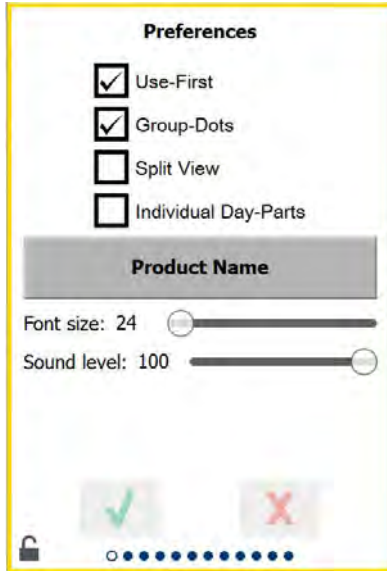 Preferences
Use-First
Group-Dots
Split View
Individual Day-Parts
Product Name
Font size: 24
Sound level: 100